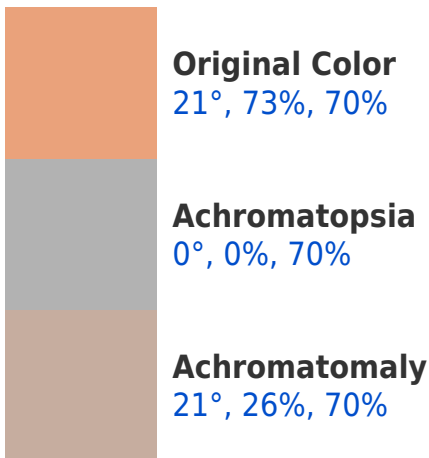 Original Color
21°, 73%, 70%
Achromatopsia
0°, 0%, 70%
Achromatomaly
21°, 26%, 70%